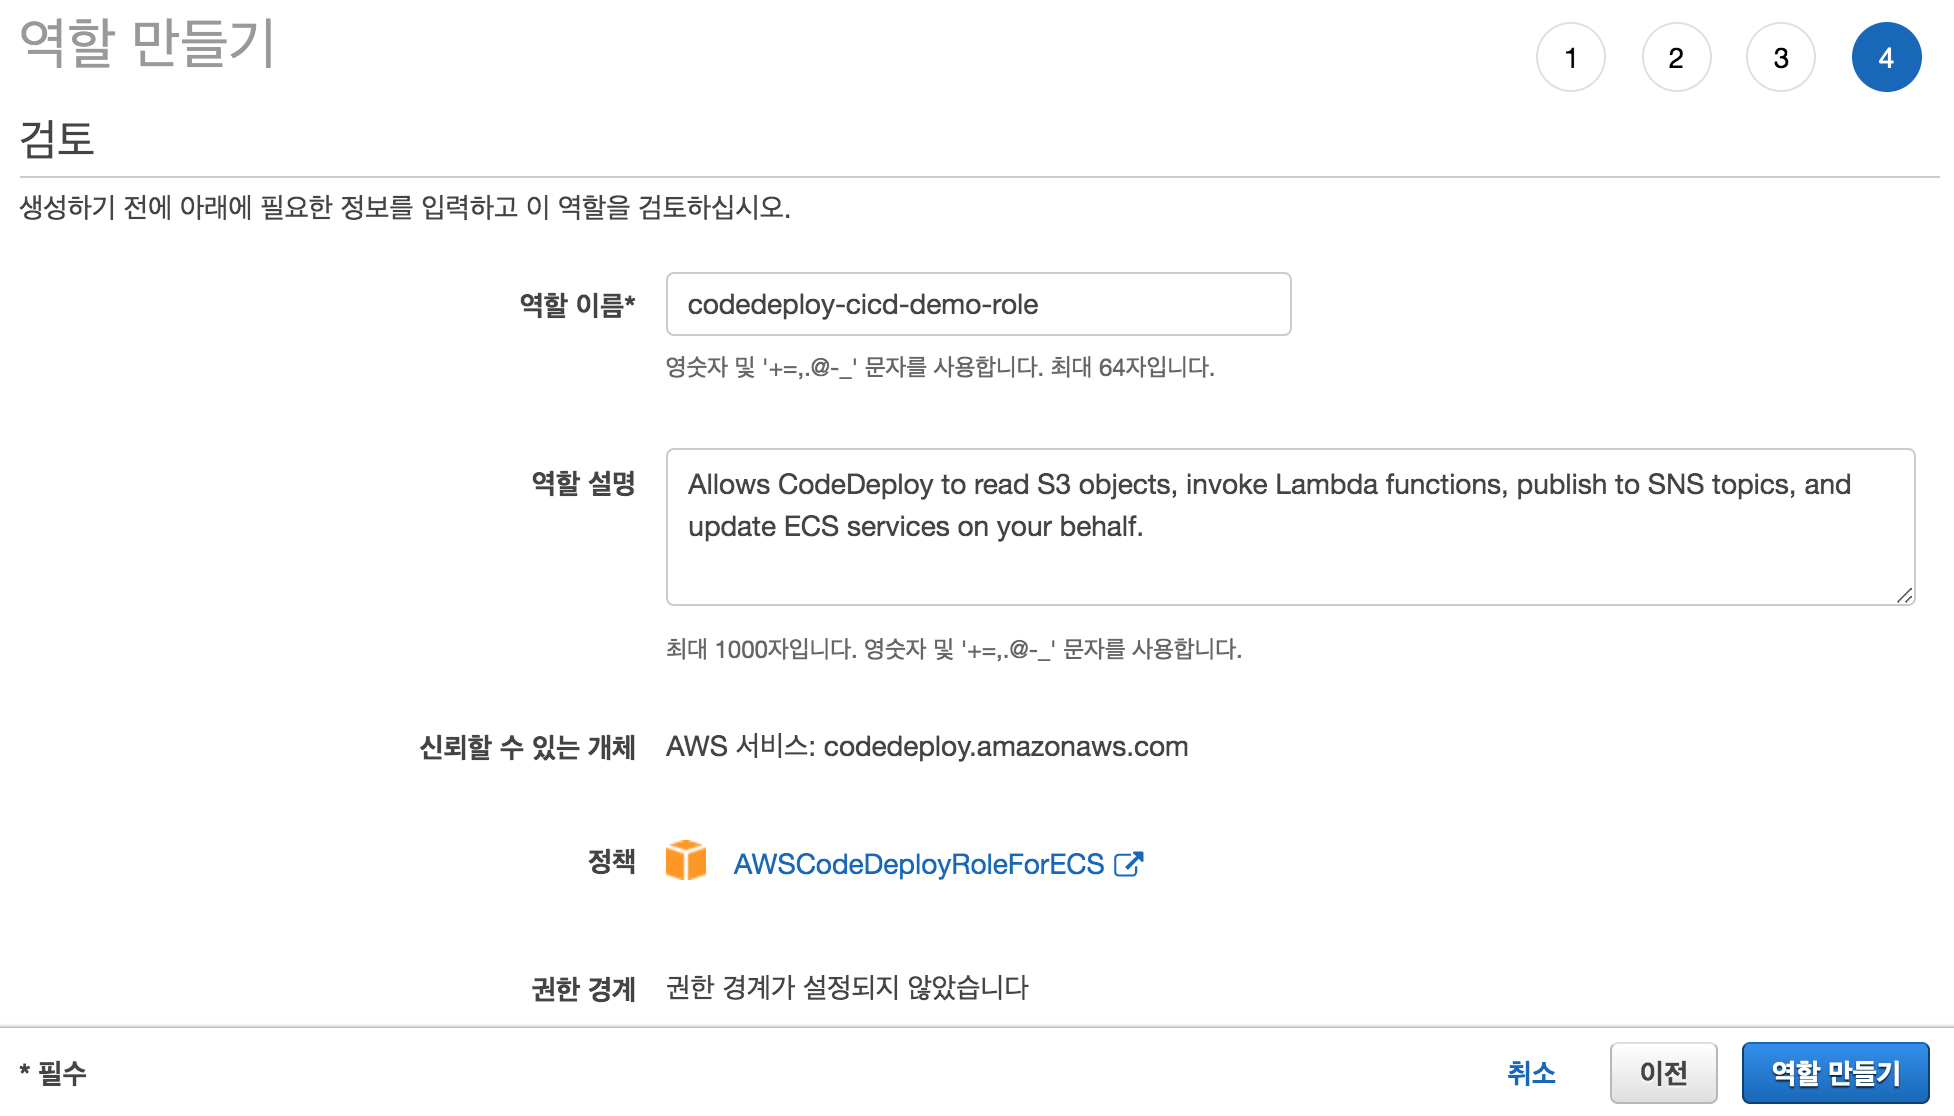 역할 만들기
1 2 3 4
검토
생성하기 전에 아래에 필요한 정보를 입력하고 이 역할을 검토하십시오.
역할 이름* codedeploy-cicd-demo-role
영숫자 및 '+=,.@-_' 문자를 사용합니다. 최대 64자입니다.
역할 설명 Allows CodeDeploy to read S3 objects, invoke Lambda functions, publish to SNS topics, and
update ECS services on your behalf.
최대 1000자입니다. 영숫자 및 '+=,.@-_' 문자를 사용합니다.
신뢰할 수 있는 개체 AWS 서비스: codedeploy.amazonaws.com
정책 AWSCodeDeployRoleForECS
권한 경계 권한 경계가 설정되지 않았습니다
* 필수 취소 이전 역할 만들기